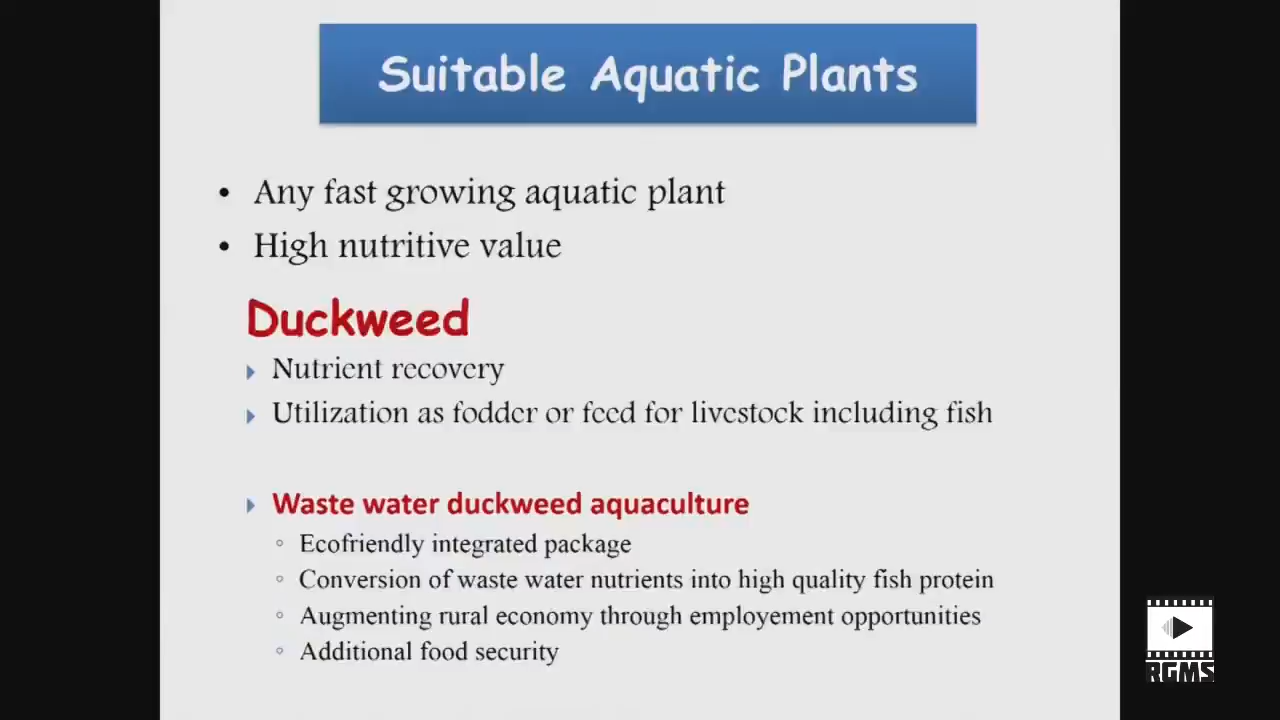 Suitable Aquatic Plants
• Any fast growing aquatic plant
• High nutritive value
Duckweed
Nutrient recovery
Utilization as fodder or feed for livestock including fish
Waste water duckweed aquaculture
◦ Ecofriendly integrated package
◦ Conversion of waste water nutrients into high quality fish protein
◦ Augmenting rural economy through employement opportunities
◦ Additional food security
RGMS